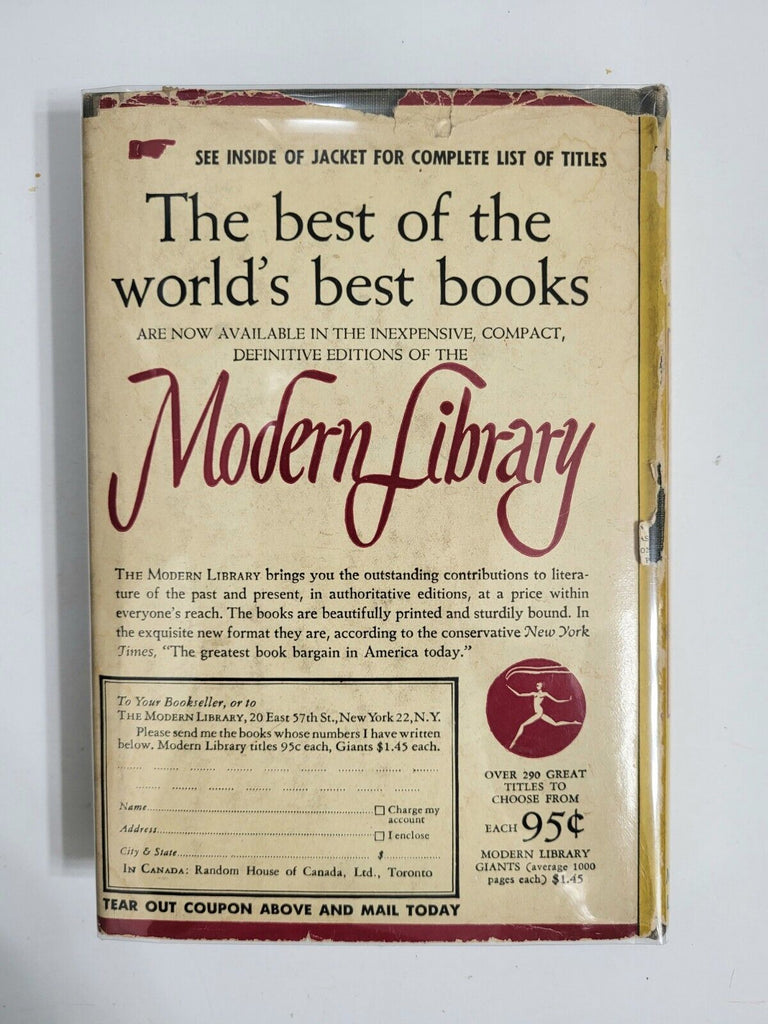 SEE INSIDE OF JACKET FOR COMPLETE LIST OF TITLES
The best of the
world's best books
ARE NOW AVAILABLE IN THE INEXPENSIVE, COMPACT,
DEFINITIVE EDITIONS OF THE
Modern Library
THE MODERN LIBRARY brings you the outstanding contributions to litera-
ture of the past and present, in authoritative editions, at a price within
everyone's reach. The books are beautifully printed and sturdily bound. In
the exquisite new format they are, according to the conservative New York
Times, "The greatest book bargain in America today."
To Your Bookseller, or to
THE MODERN LIBRARY, 20 East 57th St., New York 22, N.Y.
Please send me the books whose numbers I have written
below. Modern Library titles 95c each, Giants $1.45 each.
Name
Charge my
account
Address
I enclose
City & State
$
IN CANADA: Random House of Canada, Ltd., Toronto
TEAR OUT COUPON ABOVE AND MAIL TODAY
OVER 290 GREAT
TITLES TO
CHOOSE FROM
EACH 95¢
MODERN LIBRARY
GIANTS (average 1000
pages each) $1.45